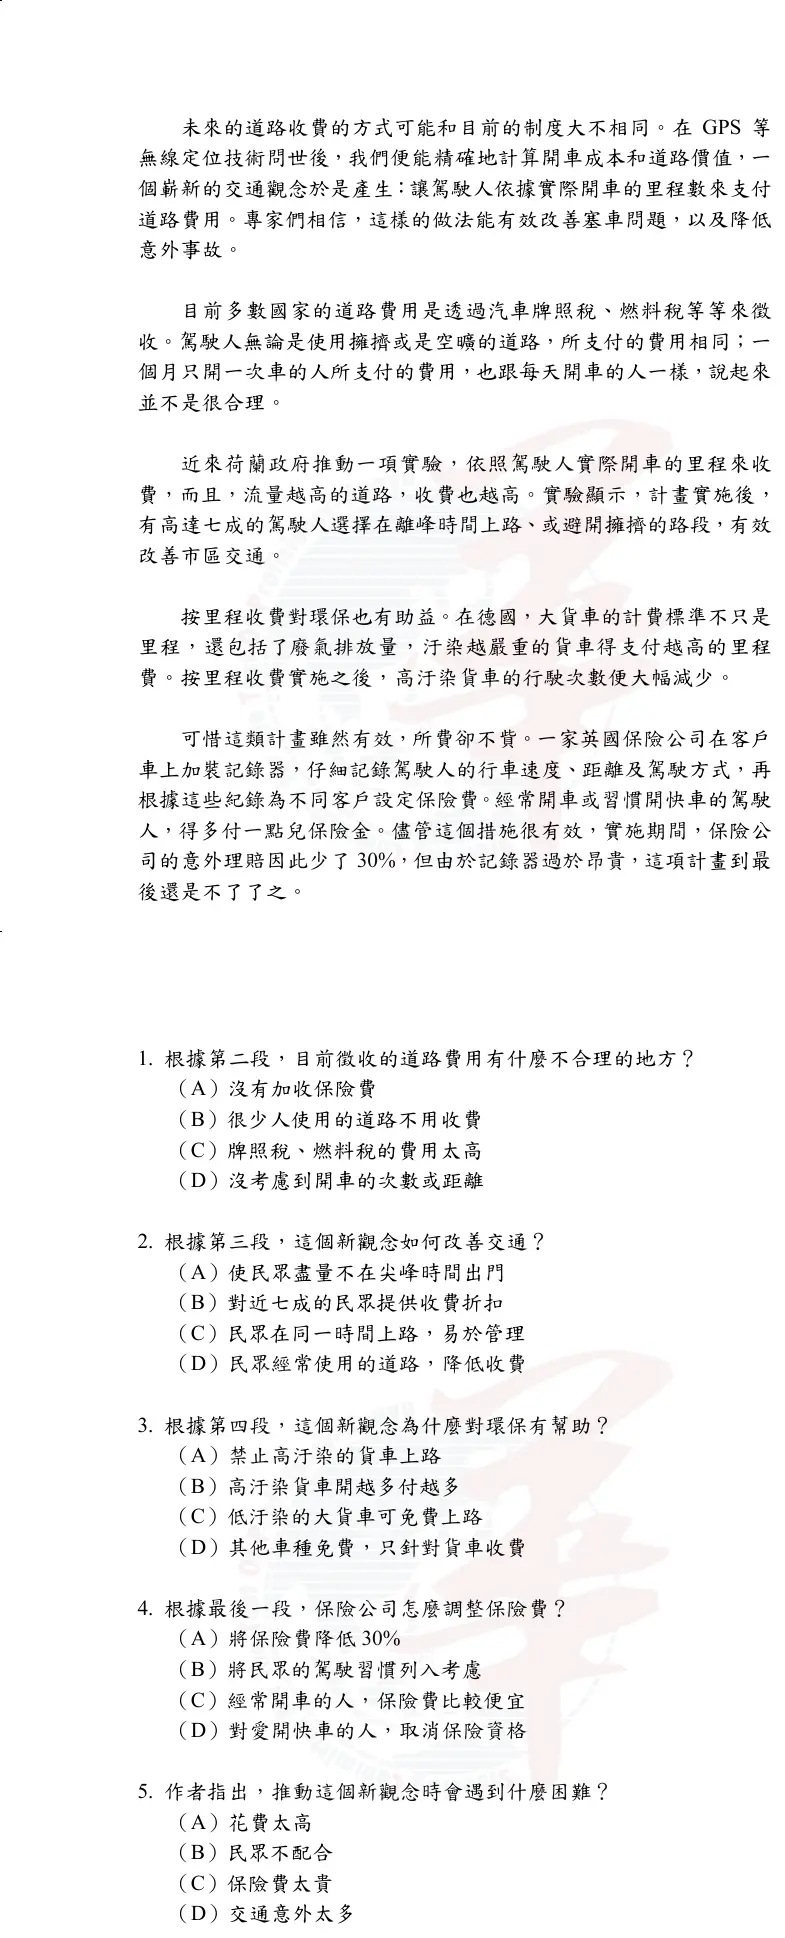 未來的道路收費的方式可能和目前的制度大不相同。在 GPS 等
無線定位技術問世後，我們便能精確地計算開車成本和道路價值，一
個嶄新的交通觀念於是產生：讓駕駛人依據實際開車的里程數來支付
道路費用。專家們相信，這樣的做法能有效改善塞車問題，以及降低
意外事故。
目前多數國家的道路費用是透過汽車牌照稅、燃料稅等等來徵
收。駕駛人無論是使用擁擠或是空曠的道路，所支付的費用相同；一
個月只開一次車的人所支付的費用，也跟每天開車的人一樣，說起來
並不是很合理。
近來荷蘭政府推動一項實驗，依照駕駛人實際開車的里程來收
費，而且，流量越高的道路，收費也越高。實驗顯示，計畫實施後，
有高達七成的駕駛人選擇在離峰時間上路、或避開擁擠的路段，有效
改善市區交通。
按里程收費對環保也有助益。在德國，大貨車的計費標準不只是
里程，還包括了廢氣排放量，汙染越嚴重的貨車得支付越高的里程
費。按里程收費實施之後，高汙染貨車的行駛次數便大幅減少。
可惜這類計畫雖然有效，所費卻不貲。一家英國保險公司在客戶
車上加裝記錄器，仔細記錄駕駛人的行車速度、距離及駕駛方式，再
根據這些紀錄為不同客戶設定保險費。經常開車或習慣開快車的駕駛
人，得多付一點兒保險金。儘管這個措施很有效，實施期間，保險公
司的意外理賠因此少了 30%，但由於記錄器過於昂貴，這項計畫到最
後還是不了了之。
1. 根據第二段，目前徵收的道路費用有什麼不合理的地方？
（A）沒有加收保險費
（B）很少人使用的道路不用收費
（C）牌照稅、燃料稅的費用太高
（D）沒考慮到開車的次數或距離
2. 根據第三段，這個新觀念如何改善交通？
（A）使民眾盡量不在尖峰時間出門
（B）對近七成的民眾提供收費折扣
（C）民眾在同一時間上路，易於管理
（D）民眾經常使用的道路，降低收費
3. 根據第四段，這個新觀念為什麼對環保有幫助？
（A）禁止高汙染的貨車上路
（B）高汙染貨車開越多付越多
（C）低汙染的大貨車可免費上路
（D）其他車種免費，只針對貨車收費
4. 根據最後一段，保險公司怎麼調整保險費？
（A）將保險費降低 30%
（B）將民眾的駕駛習慣列入考慮
（C）經常開車的人，保險費比較便宜
（D）對愛開快車的人，取消保險資格
5. 作者指出，推動這個新觀念時會遇到什麼困難？
（A）花費太高
（B）民眾不配合
（C）保險費太貴
（D）交通意外太多